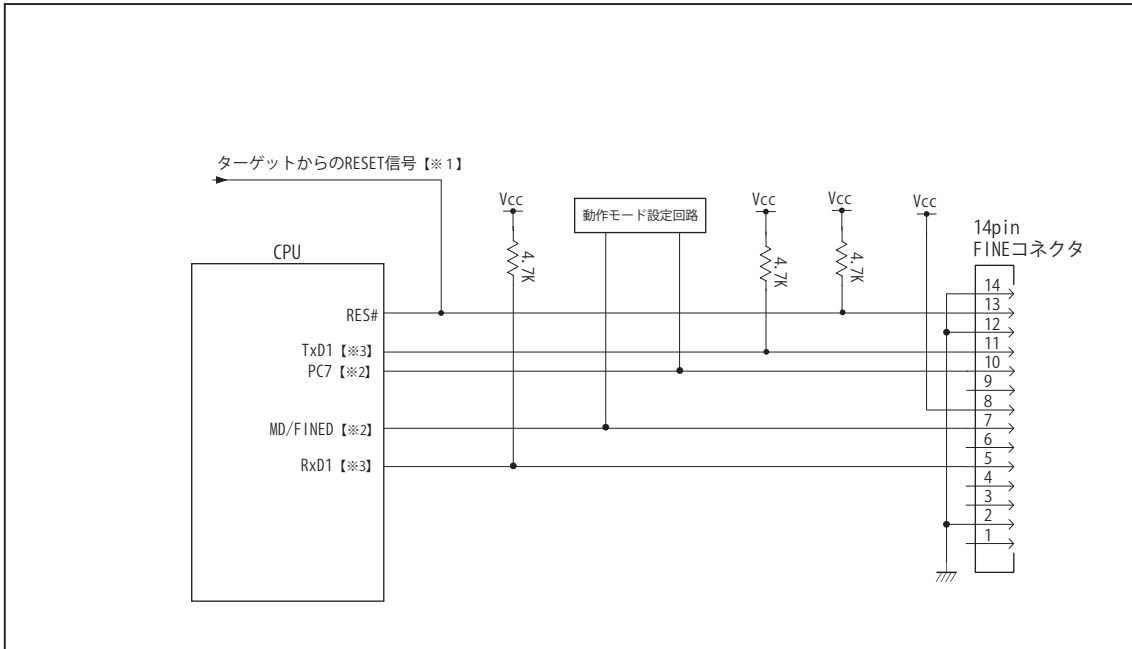 ターゲットからのRESET信号【※1】
Vcc
4.7K
動作モード設定回路
Vcc
4.7K
Vcc
4.7K
Vcc
14pin
FINEコネクタ
CPU
RES#
TxD1【※3】
PC7【※2】
MD/FINED【※2】
RxD1【※3】
14
13
12
11
10
9
8
7
6
5
4
3
2
1